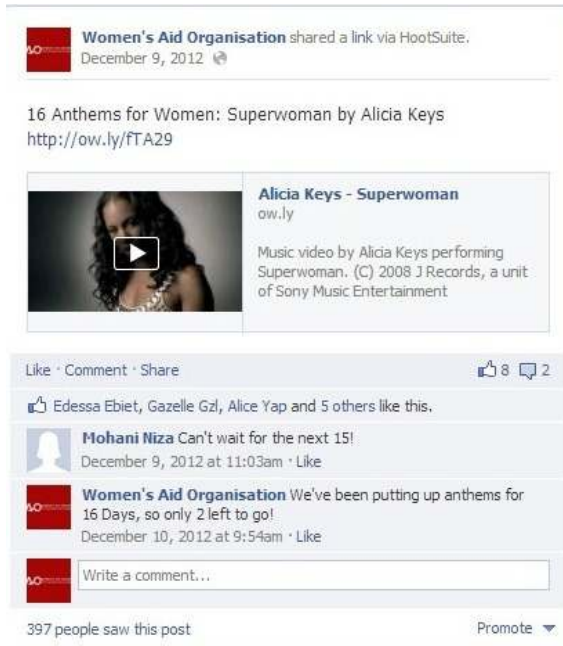 Women's Aid Organisation shared a link via HootSuite.
December 9, 2012
16 Anthems for Women: Superwoman by Alicia Keys
http://ow.ly/fTA29
Alicia Keys - Superwoman
ow.ly
Music video by Alicia Keys performing
Superwoman. (C) 2008 J Records, a unit
of Sony Music Entertainment
Like · Comment · Share
8 2
Edessa Ebiet, Gazelle Gzl, Alice Yap and 5 others like this.
Mohani Niza Can't wait for the next 15!
December 9, 2012 at 11:03am · Like
Women's Aid Organisation We've been putting up anthems for
16 Days, so only 2 left to go!
December 10, 2012 at 9:54am · Like
Write a comment...
397 people saw this post
Promote